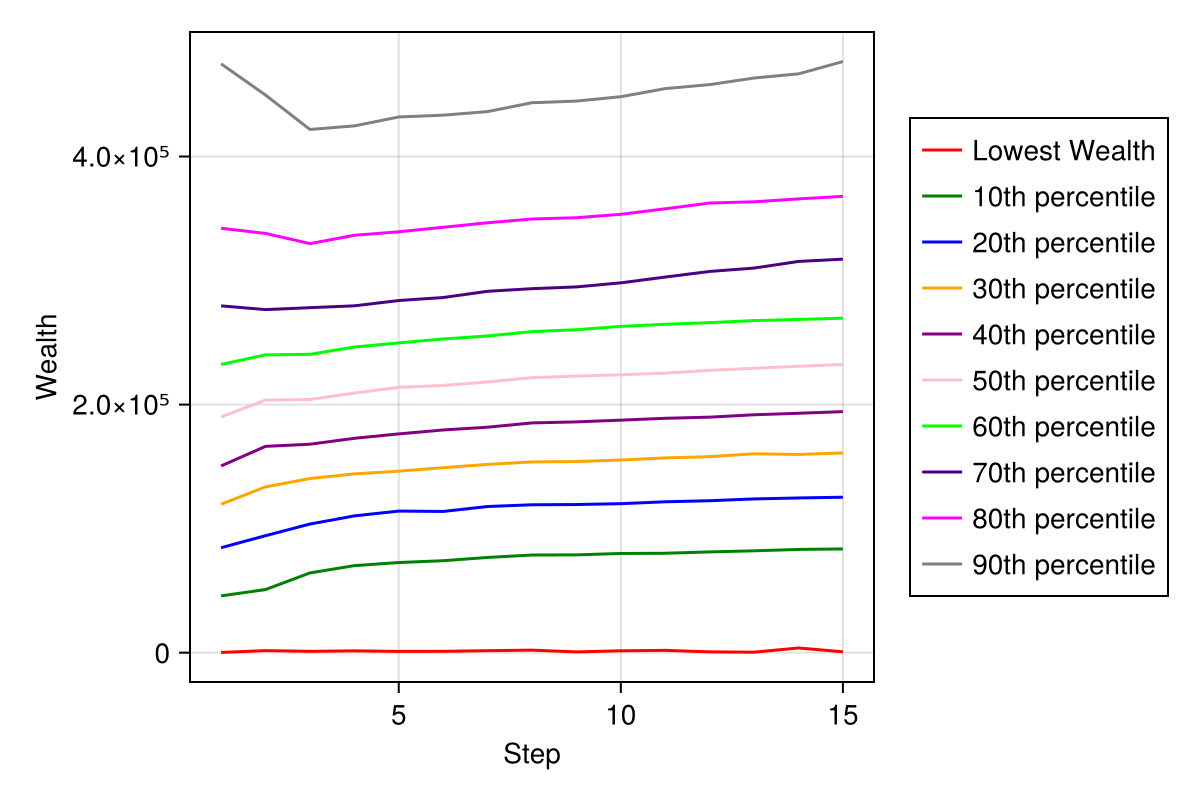 4.0×10⁵
2.0×10⁵
0
Wealth
5
10
15
Step
Lowest Wealth
10th percentile
20th percentile
30th percentile
40th percentile
50th percentile
60th percentile
70th percentile
80th percentile
90th percentile